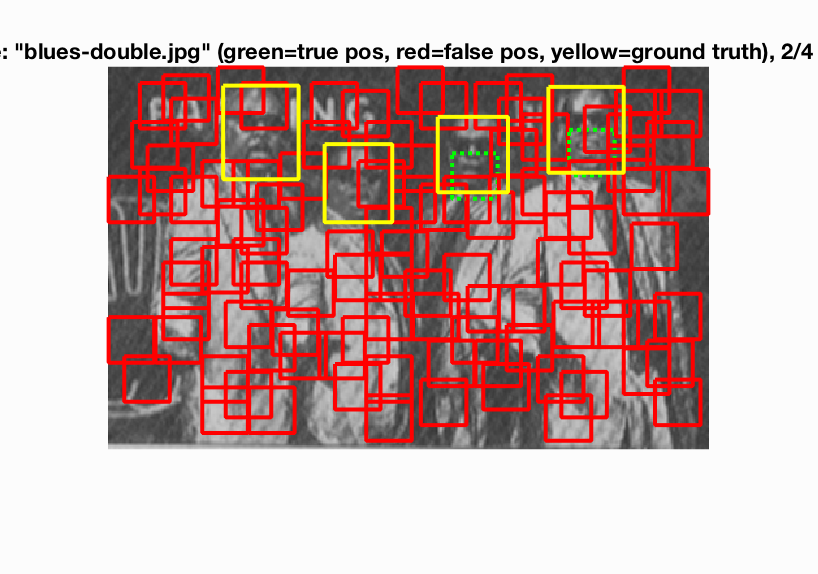 e: "blues-double.jpg" (green=true pos, red=false pos, yellow=ground truth), 2/4